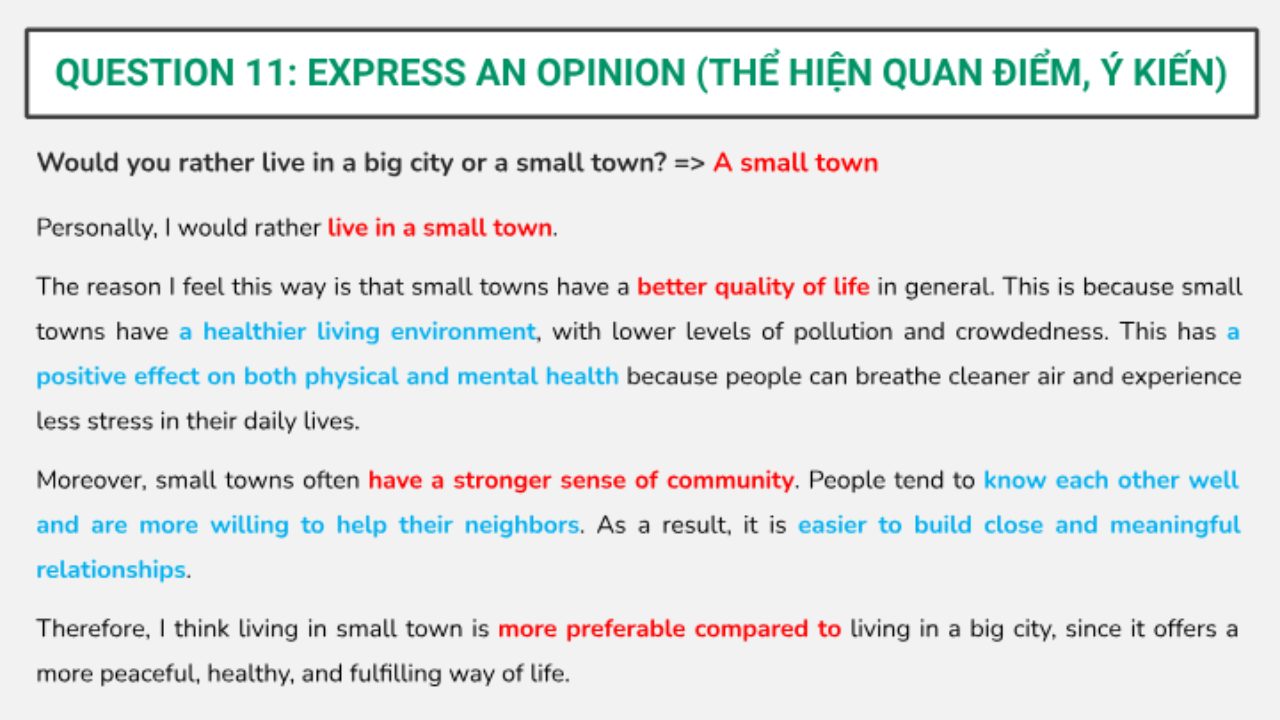 QUESTION 11: EXPRESS AN OPINION (THỂ HIỆN QUAN ĐIỂM, Ý KIẾN)
Would you rather live in a big city or a small town? => A small town
Personally, I would rather live in a small town.
The reason I feel this way is that small towns have a better quality of life in general. This is because small
towns have a healthier living environment, with lower levels of pollution and crowdedness. This has a
positive effect on both physical and mental health because people can breathe cleaner air and experience
less stress in their daily lives.
Moreover, small towns often have a stronger sense of community. People tend to know each other well
and are more willing to help their neighbors. As a result, it is easier to build close and meaningful
relationships.
Therefore, I think living in small town is more preferable compared to living in a big city, since it offers a
more peaceful, healthy, and fulfilling way of life.